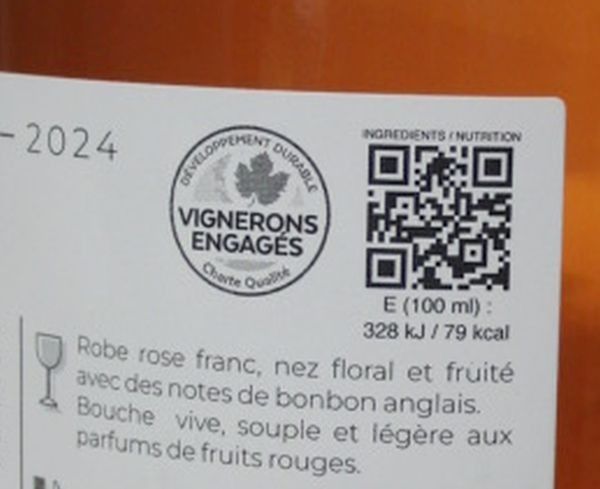 - 2024
DÉVELOPPEMENT DURABLE
VIGNERONS
ENGAGÉS
Charte Qualité
INGREDIENTS / NUTRITION
E (100 ml) :
328 kJ / 79 kcal
Robe rose franc, nez floral et fruité
avec des notes de bonbon anglais.
Bouche vive, souple et légère aux
parfums de fruits rouges.